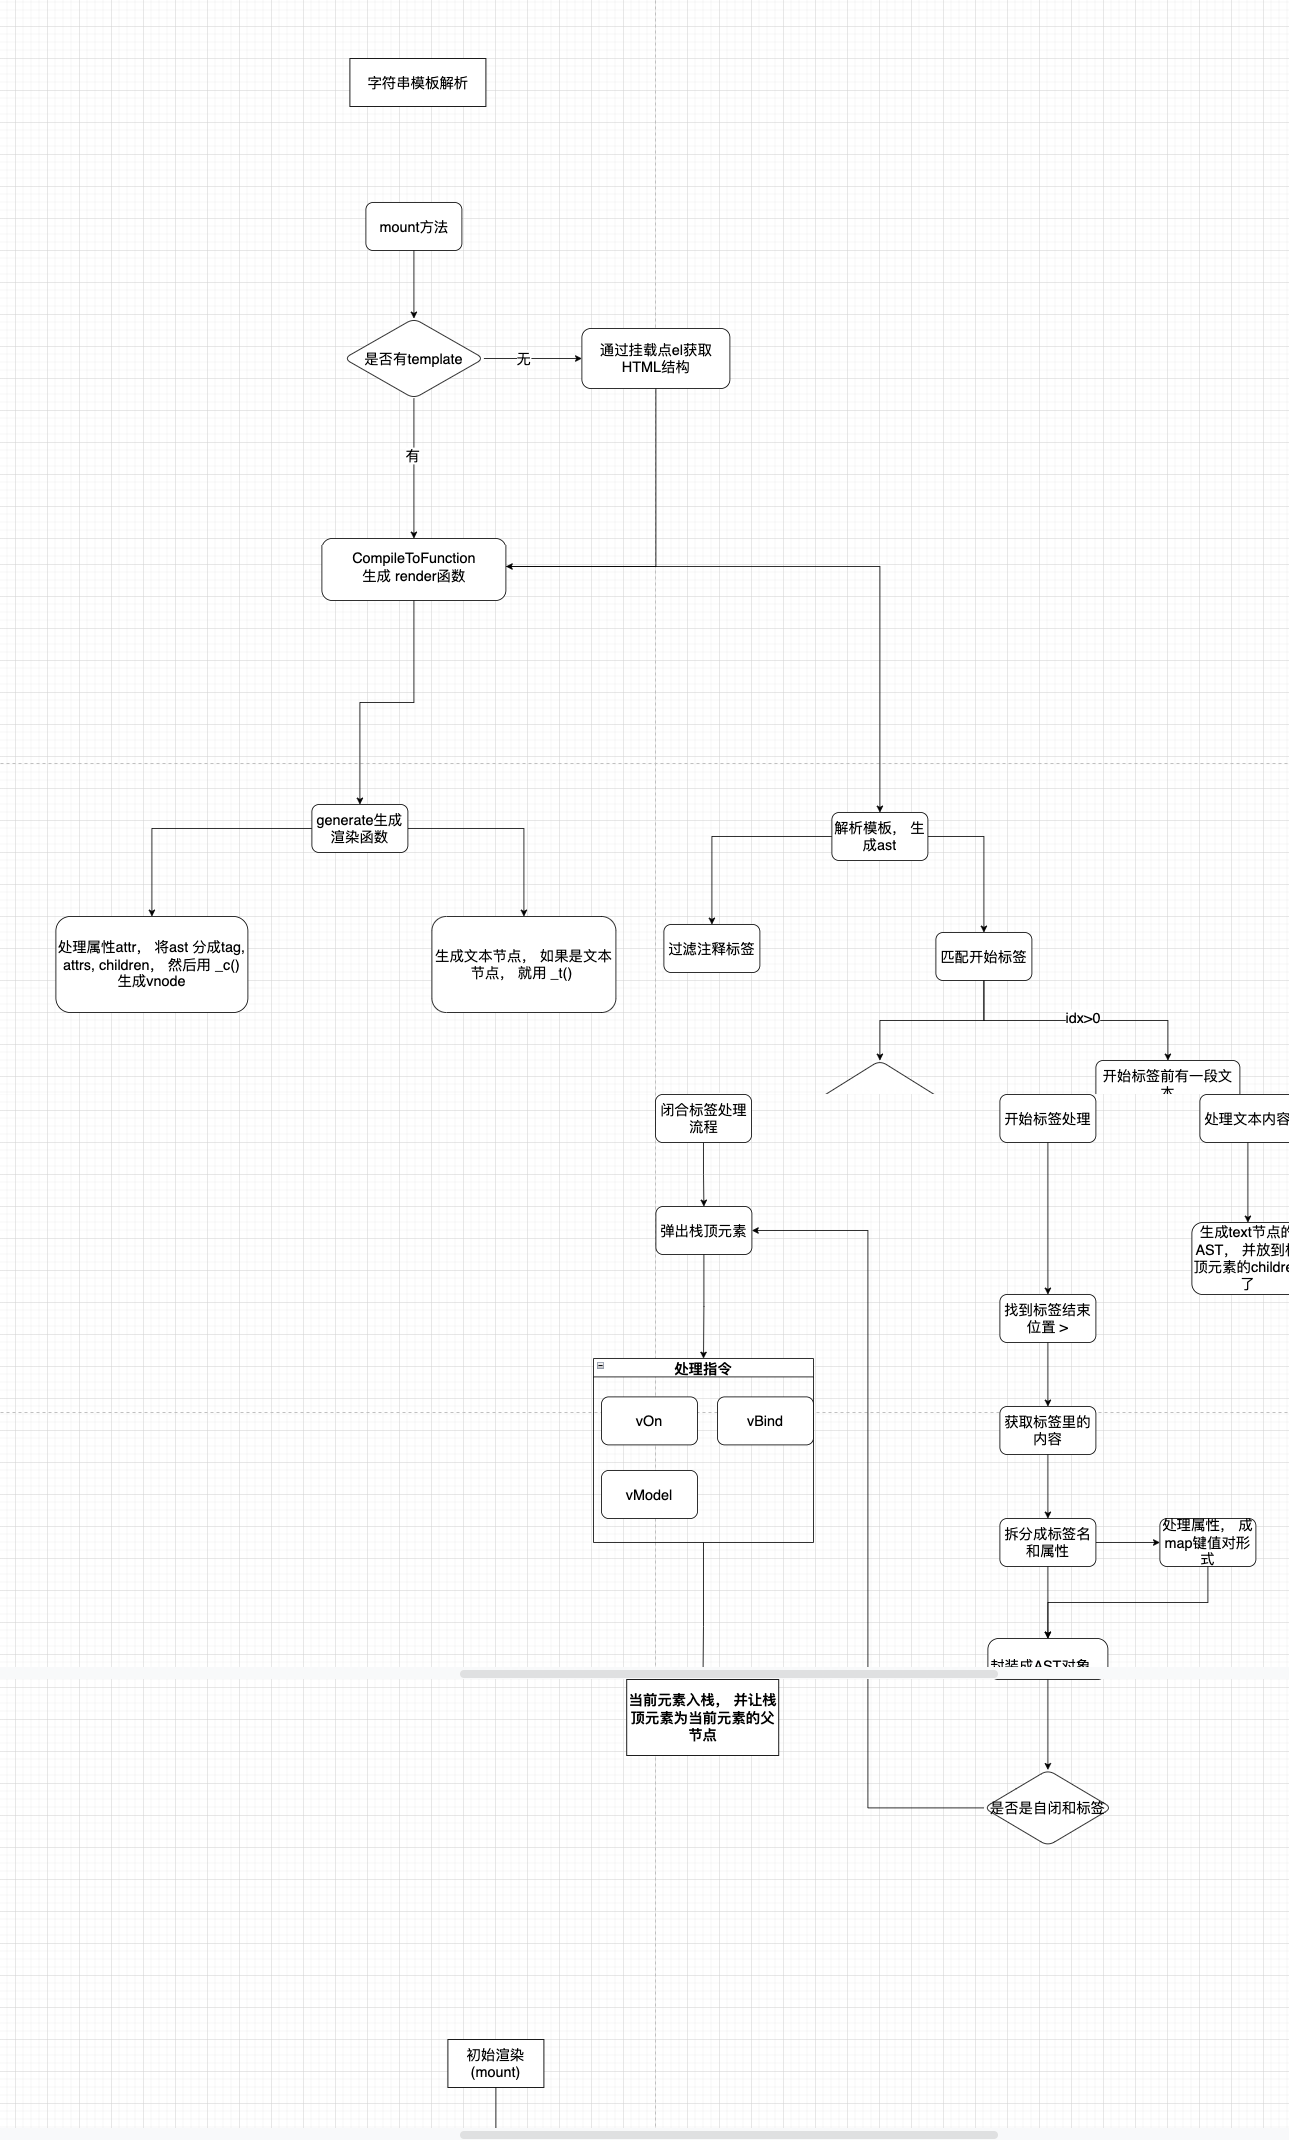 字符串模板解析
mount方法
是否有template
无
通过挂载点el获取
HTML结构
有
CompileToFunction
生成 render函数
generate生成
渲染函数
解析模板， 生
成ast
处理属性attr， 将ast 分成tag,
attrs, children， 然后用 _c()
生成vnode
生成文本节点， 如果是文本
节点， 就用 _t()
过滤注释标签
匹配开始标签
idx>0
开始标签前有一段文
本
闭合标签处理
流程
开始标签处理
处理文本内容
弹出栈顶元素
生成text节点的
AST， 并放到栈
顶元素的childre
了
找到标签结束
位置 >
处理指令
vOn
vBind
vModel
获取标签里的
内容
拆分成标签名
和属性
处理属性， 成
map键值对形
式
封装成AST对象
当前元素入栈， 并让栈
顶元素为当前元素的父
节点
是否是自闭和标签
初始渲染
(mount)